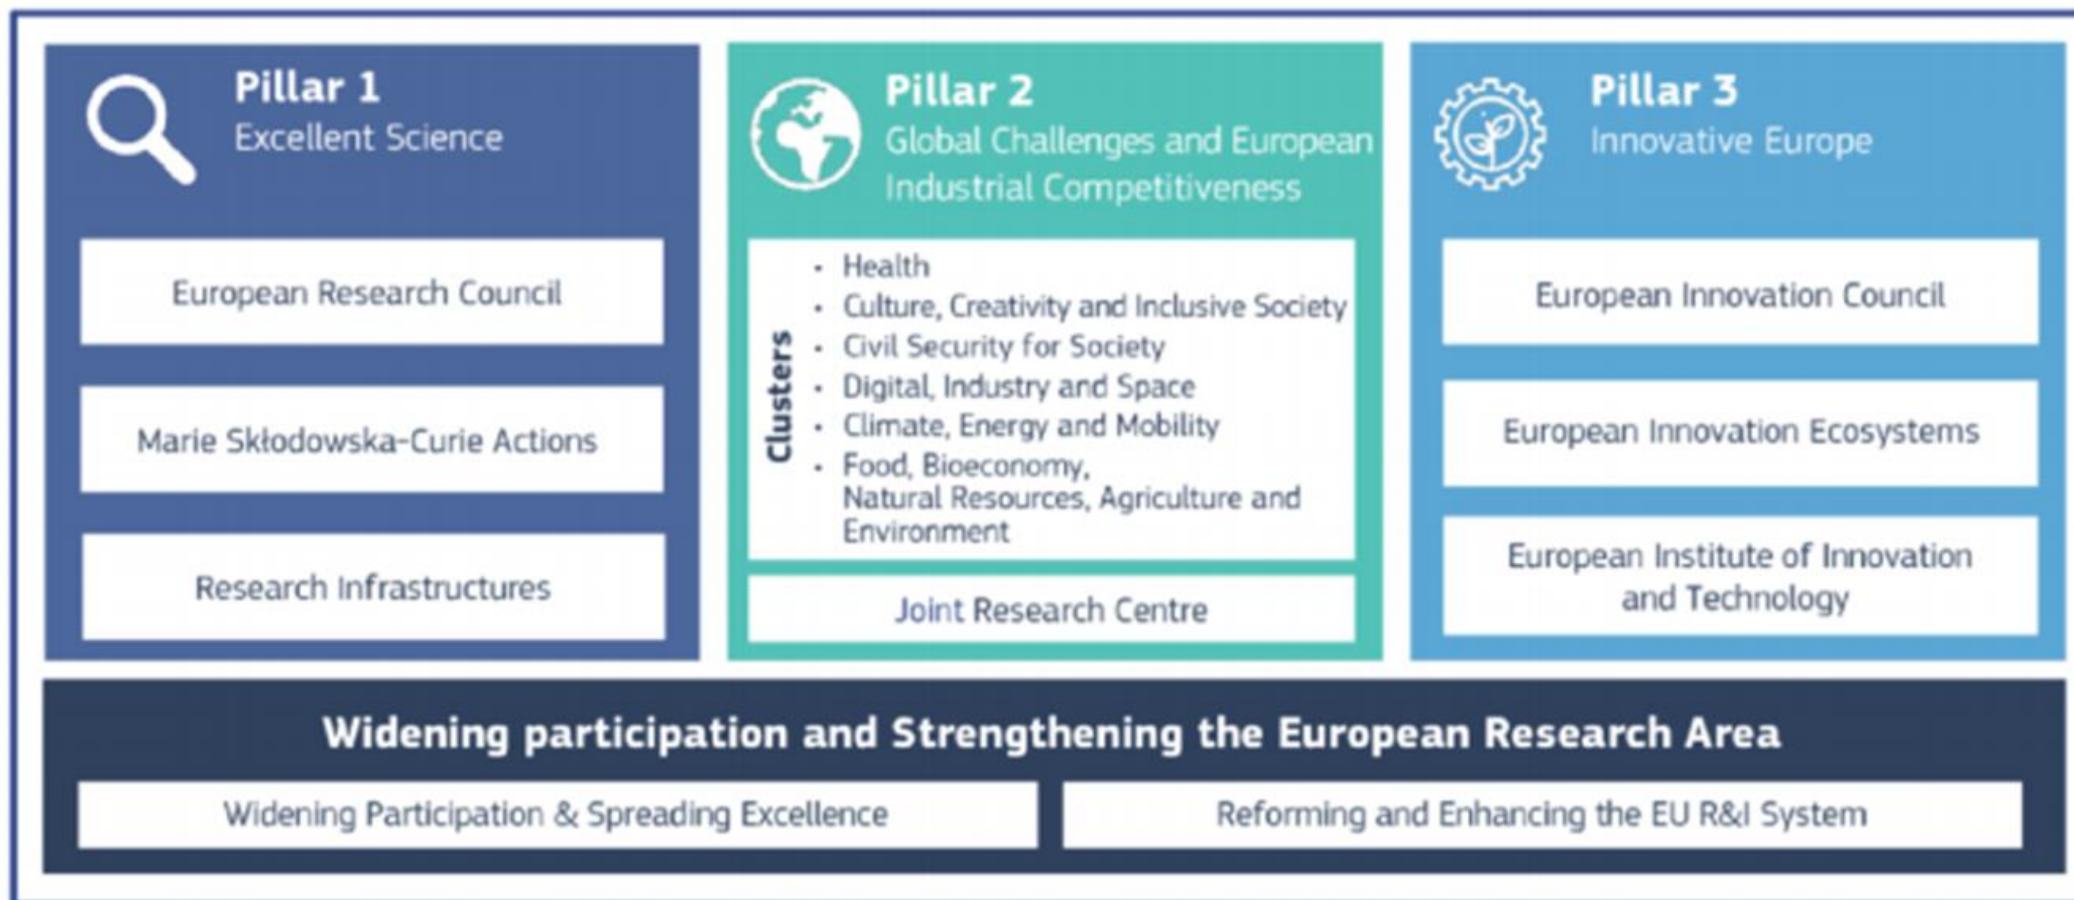 Pillar 1
Excellent Science
European Research Council
Marie Skłodowska-Curie Actions
Research Infrastructures
Pillar 2
Global Challenges and European
Industrial Competitiveness
Clusters
• Health
• Culture, Creativity and Inclusive Society
• Civil Security for Society
• Digital, Industry and Space
• Climate, Energy and Mobility
• Food, Bioeconomy,
Natural Resources, Agriculture and
Environment
Joint Research Centre
Pillar 3
Innovative Europe
European Innovation Council
European Innovation Ecosystems
European Institute of Innovation
and Technology
Widening participation and Strengthening the European Research Area
Widening Participation & Spreading Excellence
Reforming and Enhancing the EU R&I System